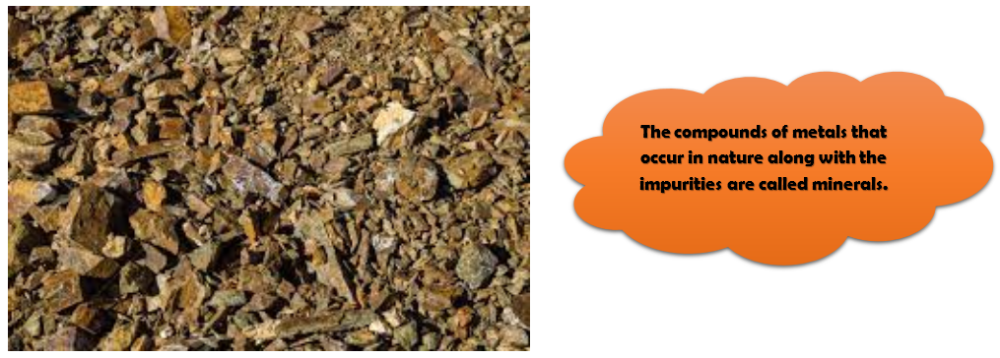 The compounds of metals that
occur in nature along with the
impurities are called minerals.